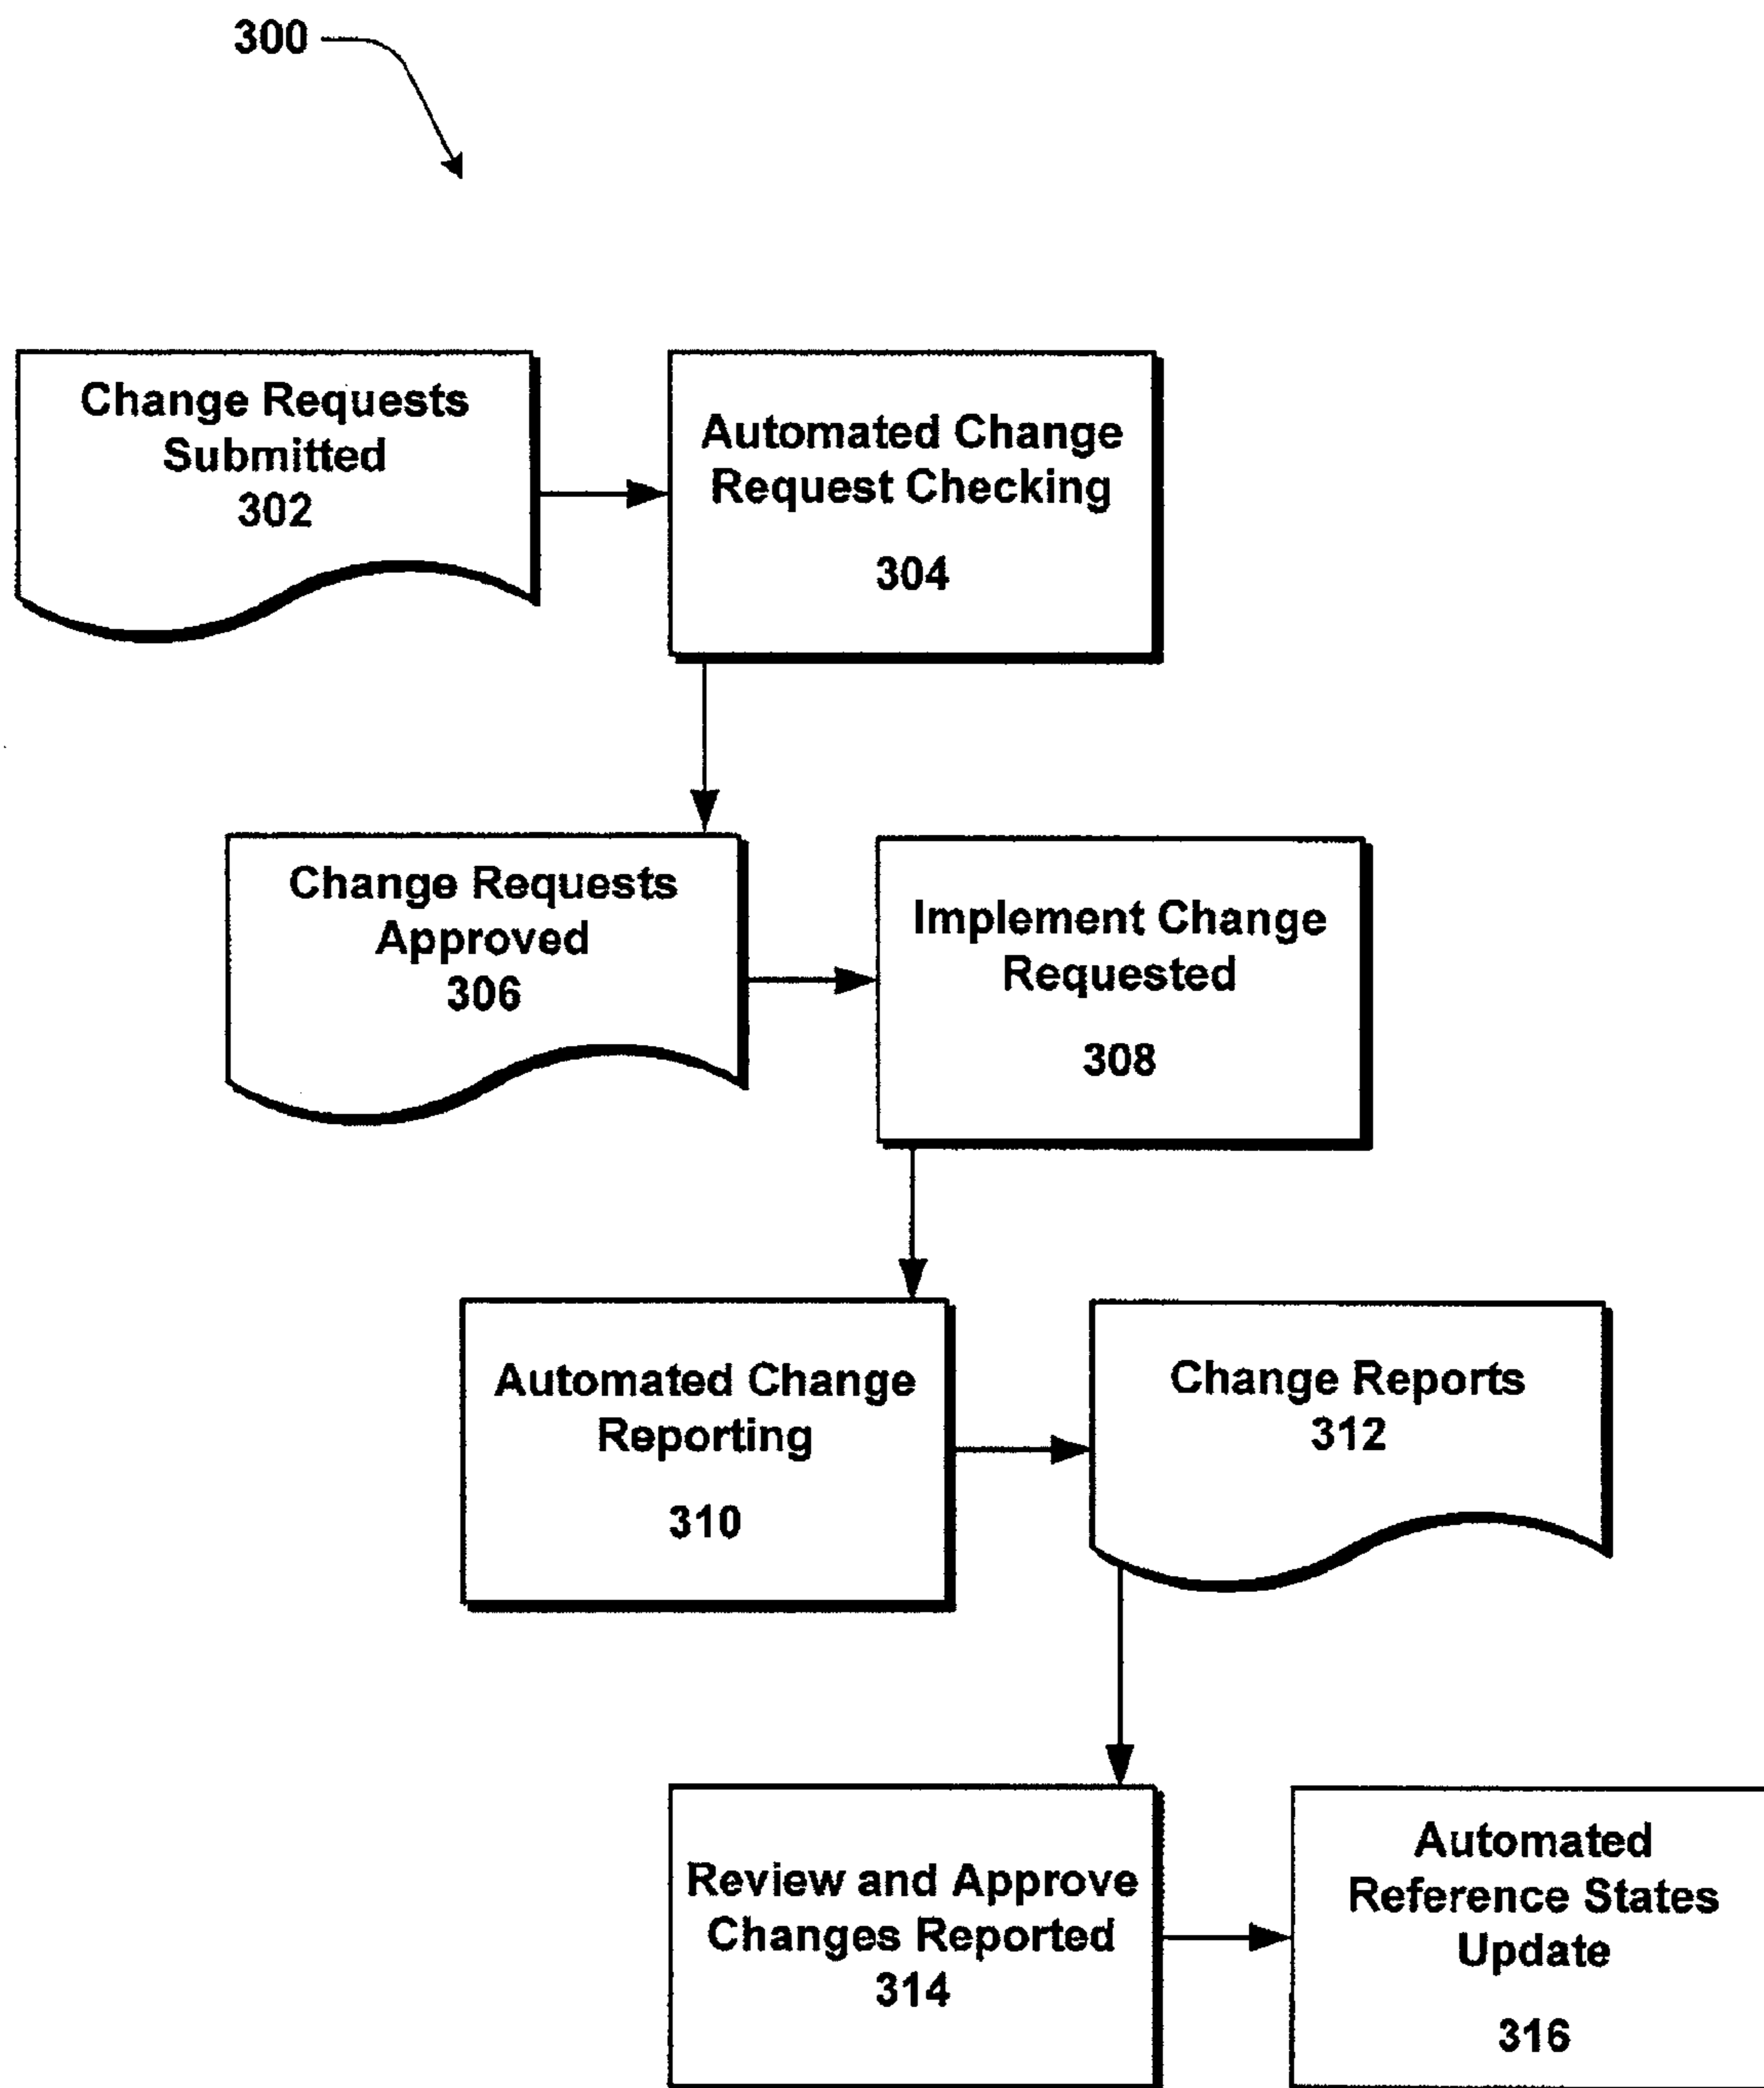 300
Change Requests
Submitted
302
Automated Change
Request Checking
304
Change Requests
Approved
306
Implement Change
Requested
308
Automated Change
Reporting
310
Change Reports
312
Review and Approve
Changes Reported
314
Automated
Reference States
Update
316